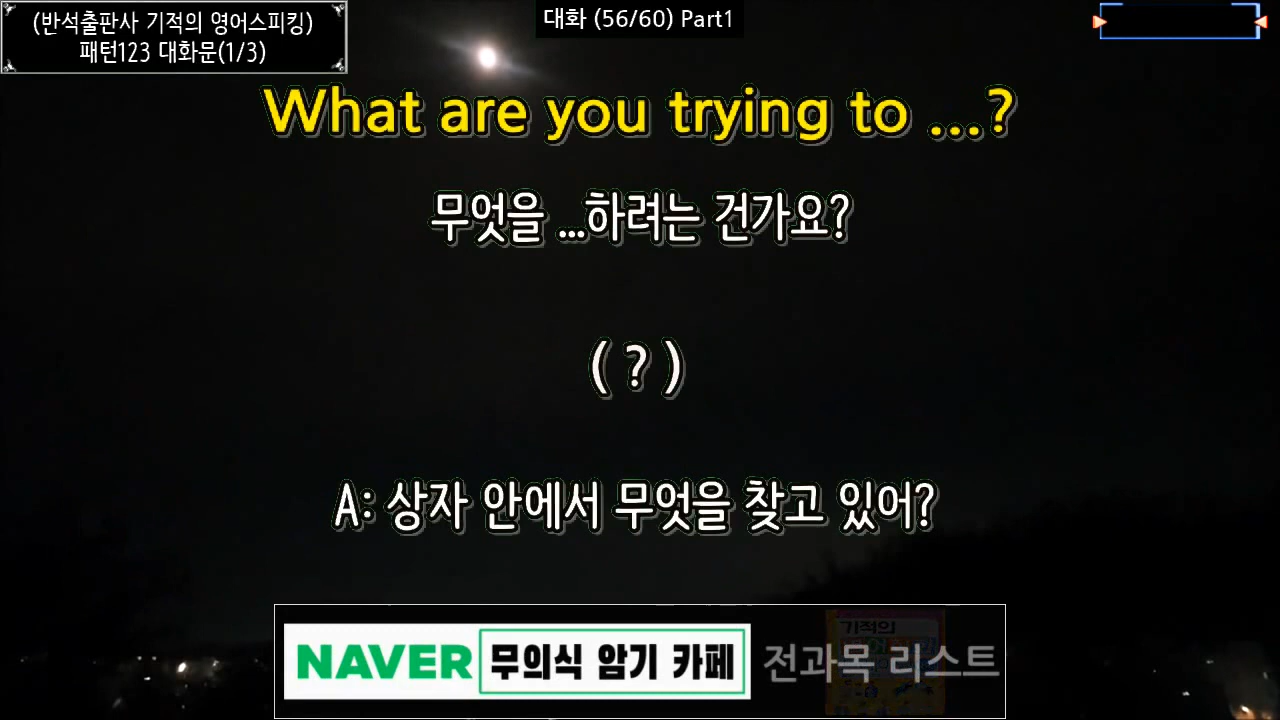 (반석출판사 기적의 영어스피킹)
패턴123 대화문(1/3)
대화 (56/60) Part1
What are you trying to ...?
무엇을 ...하려는 건가요?
( ? )
A: 상자 안에서 무엇을 찾고 있어?
NAVER 무의식 암기 카페 전과목 리스트
기적의